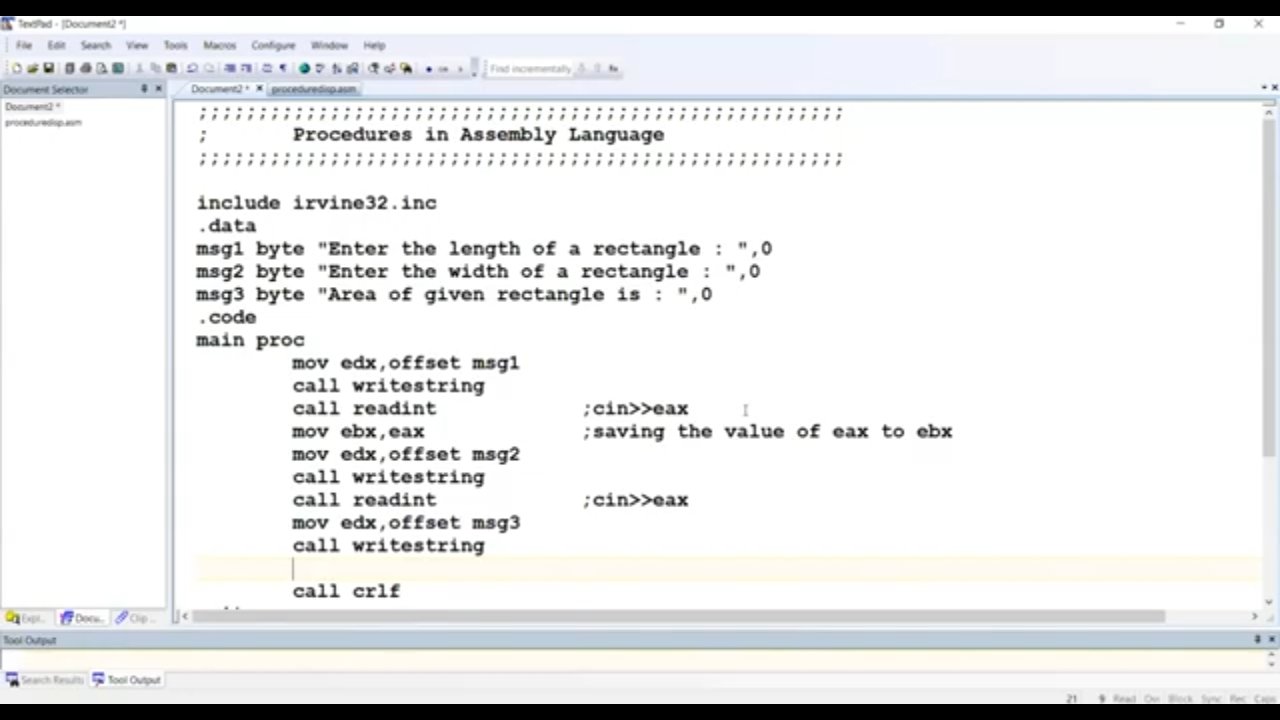 TextPad - [Document2 *]
File Edit Search View Tools Macros Configure Window Help
Find incrementally
Document Selector
Document2 * proceduredisp.asm
Document2 *
proceduredisp.asm
;;;;;;;;;;;;;;;;;;;;;;;;;;;;;;;;;;;;;;;;;;;;;;;;;;;;;;
; Procedures in Assembly Language
;;;;;;;;;;;;;;;;;;;;;;;;;;;;;;;;;;;;;;;;;;;;;;;;;;;;;;
include irvine32.inc
.data
msg1 byte "Enter the length of a rectangle : ",0
msg2 byte "Enter the width of a rectangle : ",0
msg3 byte "Area of given rectangle is : ",0
.code
main proc
mov edx,offset msg1
call writestring
call readint ;cin>>eax
mov ebx,eax ;saving the value of eax to ebx
mov edx,offset msg2
call writestring
call readint ;cin>>eax
mov edx,offset msg3
call writestring
call crlf
Expl.. Docu.. Clip ..
Tool Output
Search Results Tool Output
21 9 Read Ovr Block Sync Rec Caps